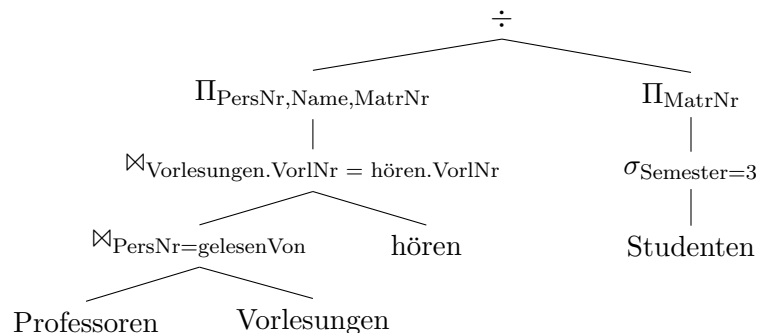 ÷
Π_PersNr,Name,MatrNr Π_MatrNr
⋈_Vorlesungen.VorlNr = hören.VorlNr σ_Semester=3
⋈_PersNr=gelesenVon hören Studenten
Professoren Vorlesungen